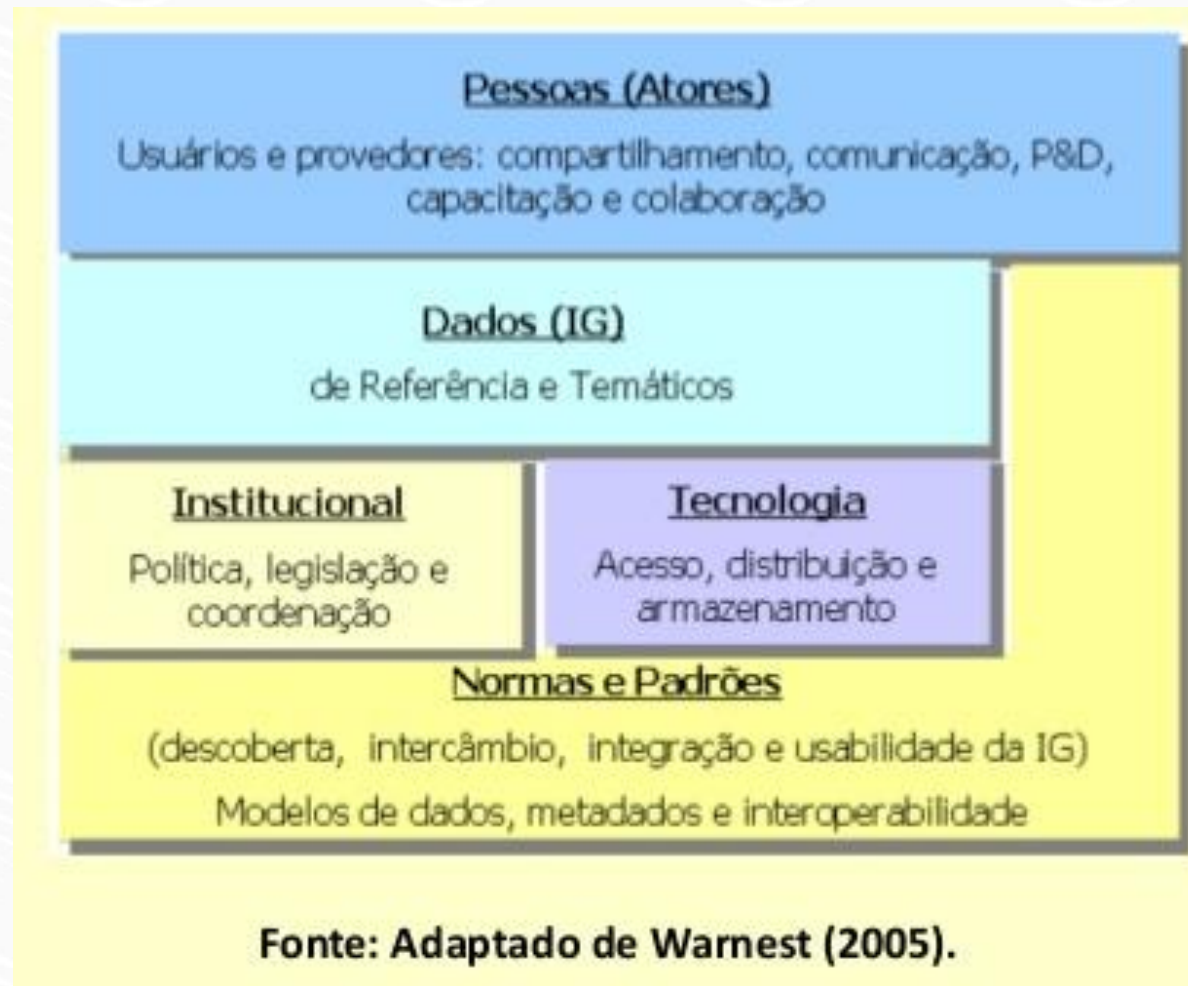 Pessoas (Atores)
Usuários e provedores: compartilhamento, comunicação, P&D,
capacitação e colaboração
Dados (IG)
de Referência e Temáticos
Institucional
Política, legislação e
coordenação
Tecnologia
Acesso, distribuição e
armazenamento
Normas e Padrões
(descoberta, intercâmbio, integração e usabilidade da IG)
Modelos de dados, metadados e interoperabilidade
Fonte: Adaptado de Warnest (2005).